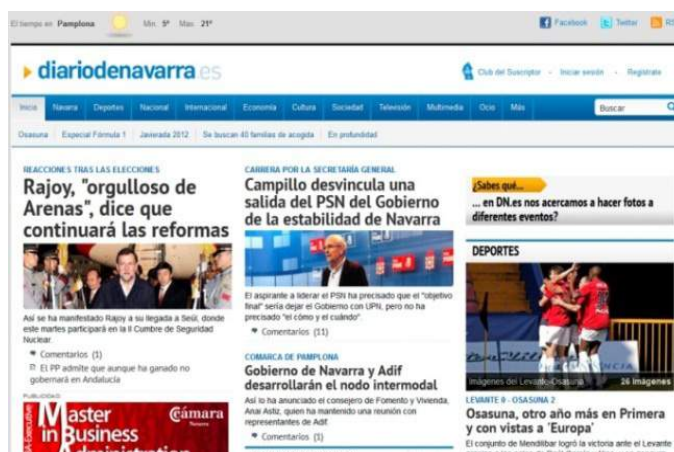 El tiempo en Pamplona Min. 5º Max. 21º
Facebook Twitter RS
diariodenavarra.es
Club del Suscriptor - Iniciar sesión - Regístrate
Inicio Navarra Deportes Nacional Internacional Economía Cultura Sociedad Televisión Multimedia Ocio Más Buscar
Osasuna Especial Fórmula 1 Javierada 2012 Se buscan 40 familias de acogida En profundidad
REACCIONES TRAS LAS ELECCIONES
Rajoy, "orgulloso de
Arenas", dice que
continuará las reformas
Así se ha manifestado Rajoy a su llegada a Seúl, donde
este martes participará en la II Cumbre de Seguridad
Nuclear.
Comentarios (1)
El PP admite que aunque ha ganado no
gobernará en Andalucía
PUBLICIDAD
Master
in Business
Administration
Executive
Cámara
Navarra
CARRERA POR LA SECRETARÍA GENERAL
Campillo desvincula una
salida del PSN del Gobierno
de la estabilidad de Navarra
El aspirante a liderar el PSN ha precisado que el "objetivo
final" sería dejar el Gobierno con UPN, pero no ha
precisado "el cómo y el cuándo".
Comentarios (11)
COMARCA DE PAMPLONA
Gobierno de Navarra y Adif
desarrollarán el nodo intermodal
Así lo ha anunciado el consejero de Fomento y Vivienda,
Anai Astiz, quien ha mantenido una reunión con
representantes de Adif.
Comentarios (1)
¿Sabes qué...
... en DN.es nos acercamos a hacer fotos a
diferentes eventos?
DEPORTES
Imágenes del Levante-Osasuna 26 Imágenes
LEVANTE 0 - OSASUNA 2
Osasuna, otro año más en Primera
y con vistas a 'Europa'
El conjunto de Mendilibar logró la victoria ante el Levante